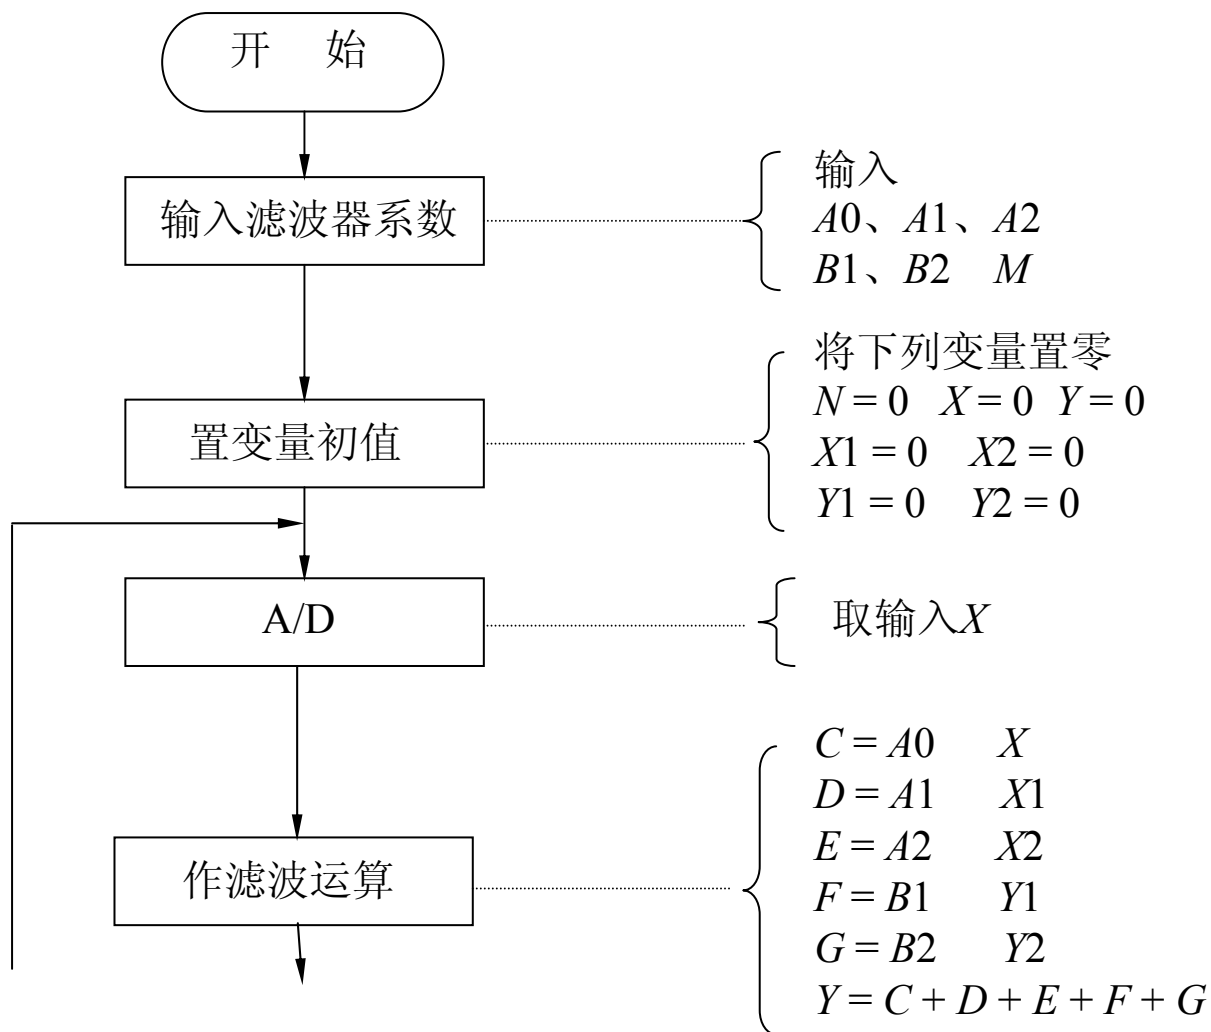 开 始
输入滤波器系数
输入
A0、A1、A2
B1、B2 M
置变量初值
将下列变量置零
N = 0 X = 0 Y = 0
X1 = 0 X2 = 0
Y1 = 0 Y2 = 0
A/D
取输入X
作滤波运算
C = A0 X
D = A1 X1
E = A2 X2
F = B1 Y1
G = B2 Y2
Y = C + D + E + F + G